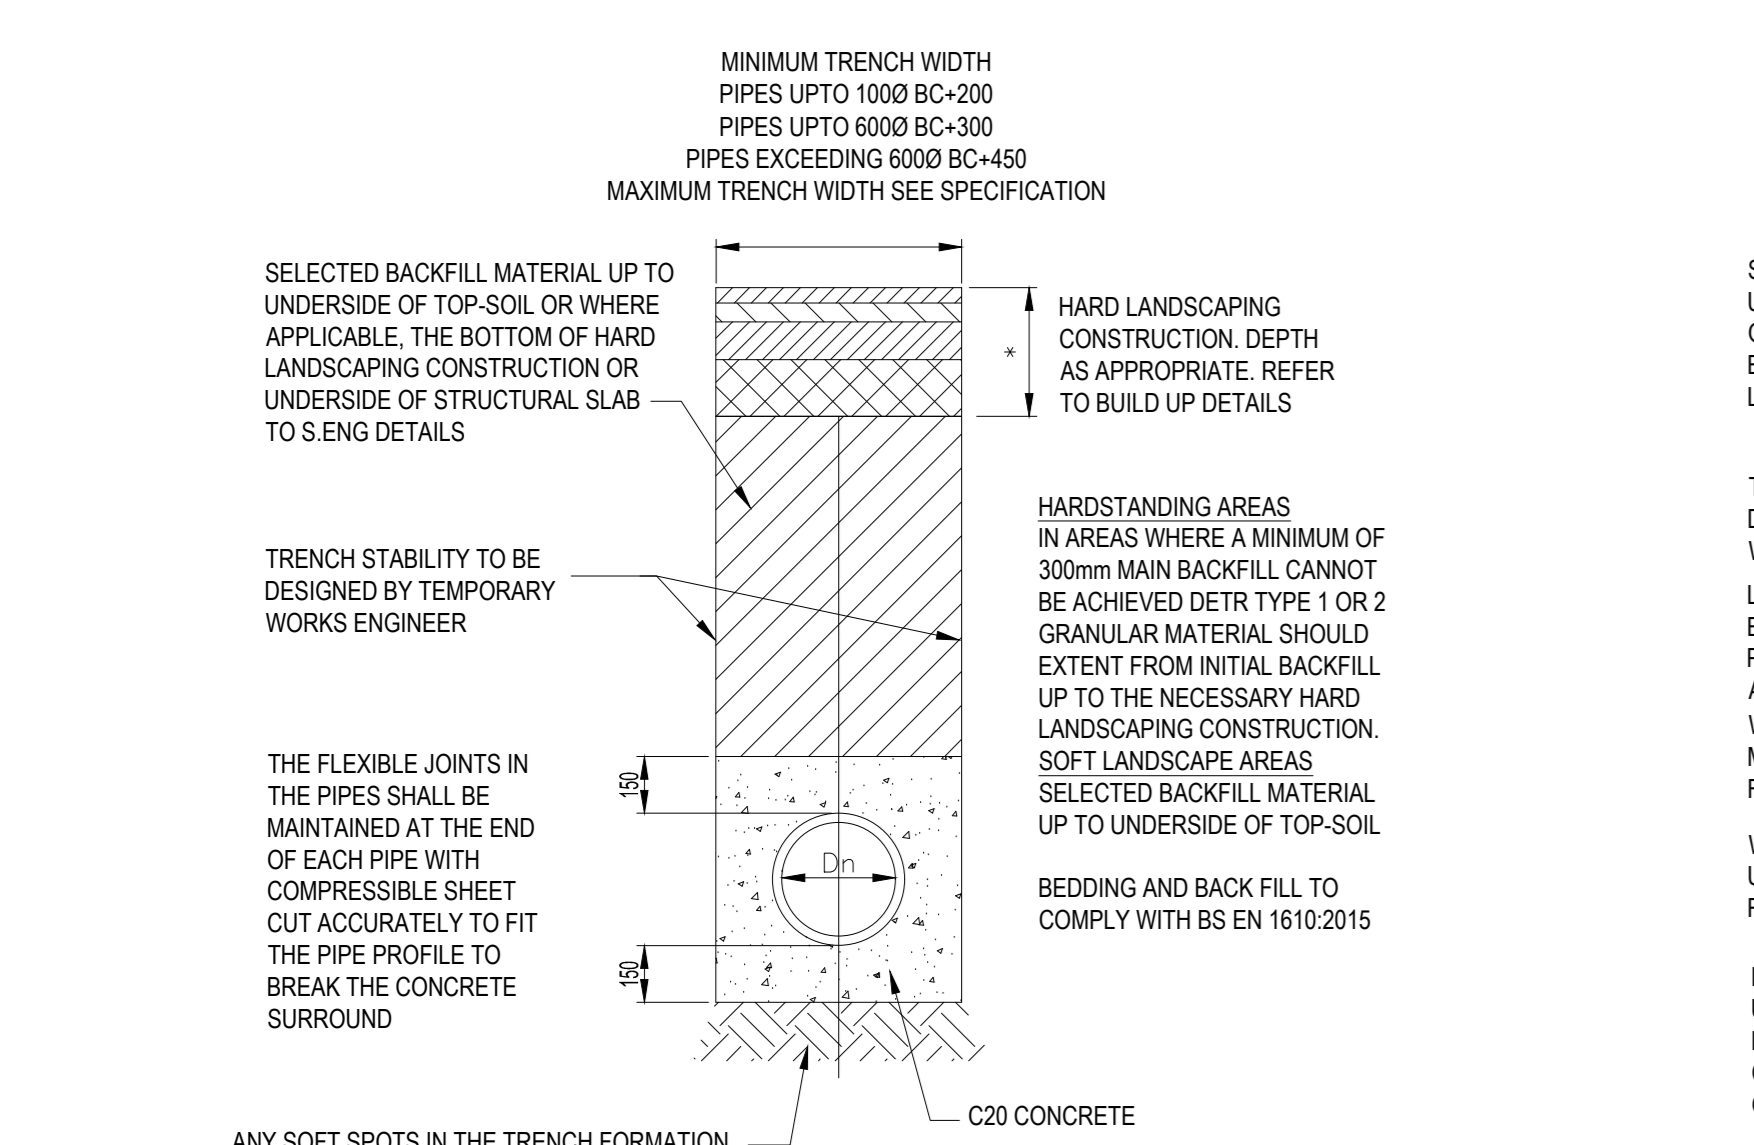 MINIMUM TRENCH WIDTH
PIPES UPTO 100Ø BC+200
PIPES UPTO 600Ø BC+300
PIPES EXCEEDING 600Ø BC+450
MAXIMUM TRENCH WIDTH SEE SPECIFICATION
SELECTED BACKFILL MATERIAL UP TO
UNDERSIDE OF TOP-SOIL OR WHERE
APPLICABLE, THE BOTTOM OF HARD
LANDSCAPING CONSTRUCTION OR
UNDERSIDE OF STRUCTURAL SLAB
TO S.ENG DETAILS
*
HARD LANDSCAPING
CONSTRUCTION. DEPTH
AS APPROPRIATE. REFER
TO BUILD UP DETAILS
TRENCH STABILITY TO BE
DESIGNED BY TEMPORARY
WORKS ENGINEER
HARDSTANDING AREAS
IN AREAS WHERE A MINIMUM OF
300mm MAIN BACKFILL CANNOT
BE ACHIEVED DETR TYPE 1 OR 2
GRANULAR MATERIAL SHOULD
EXTENT FROM INITIAL BACKFILL
UP TO THE NECESSARY HARD
LANDSCAPING CONSTRUCTION.
SOFT LANDSCAPE AREAS
SELECTED BACKFILL MATERIAL
UP TO UNDERSIDE OF TOP-SOIL
BEDDING AND BACK FILL TO
COMPLY WITH BS EN 1610:2015
THE FLEXIBLE JOINTS IN
THE PIPES SHALL BE
MAINTAINED AT THE END
OF EACH PIPE WITH
COMPRESSIBLE SHEET
CUT ACCURATELY TO FIT
THE PIPE PROFILE TO
BREAK THE CONCRETE
SURROUND
150
Dn
150
C20 CONCRETE
ANY SOFT SPOTS IN THE TRENCH FORMATION